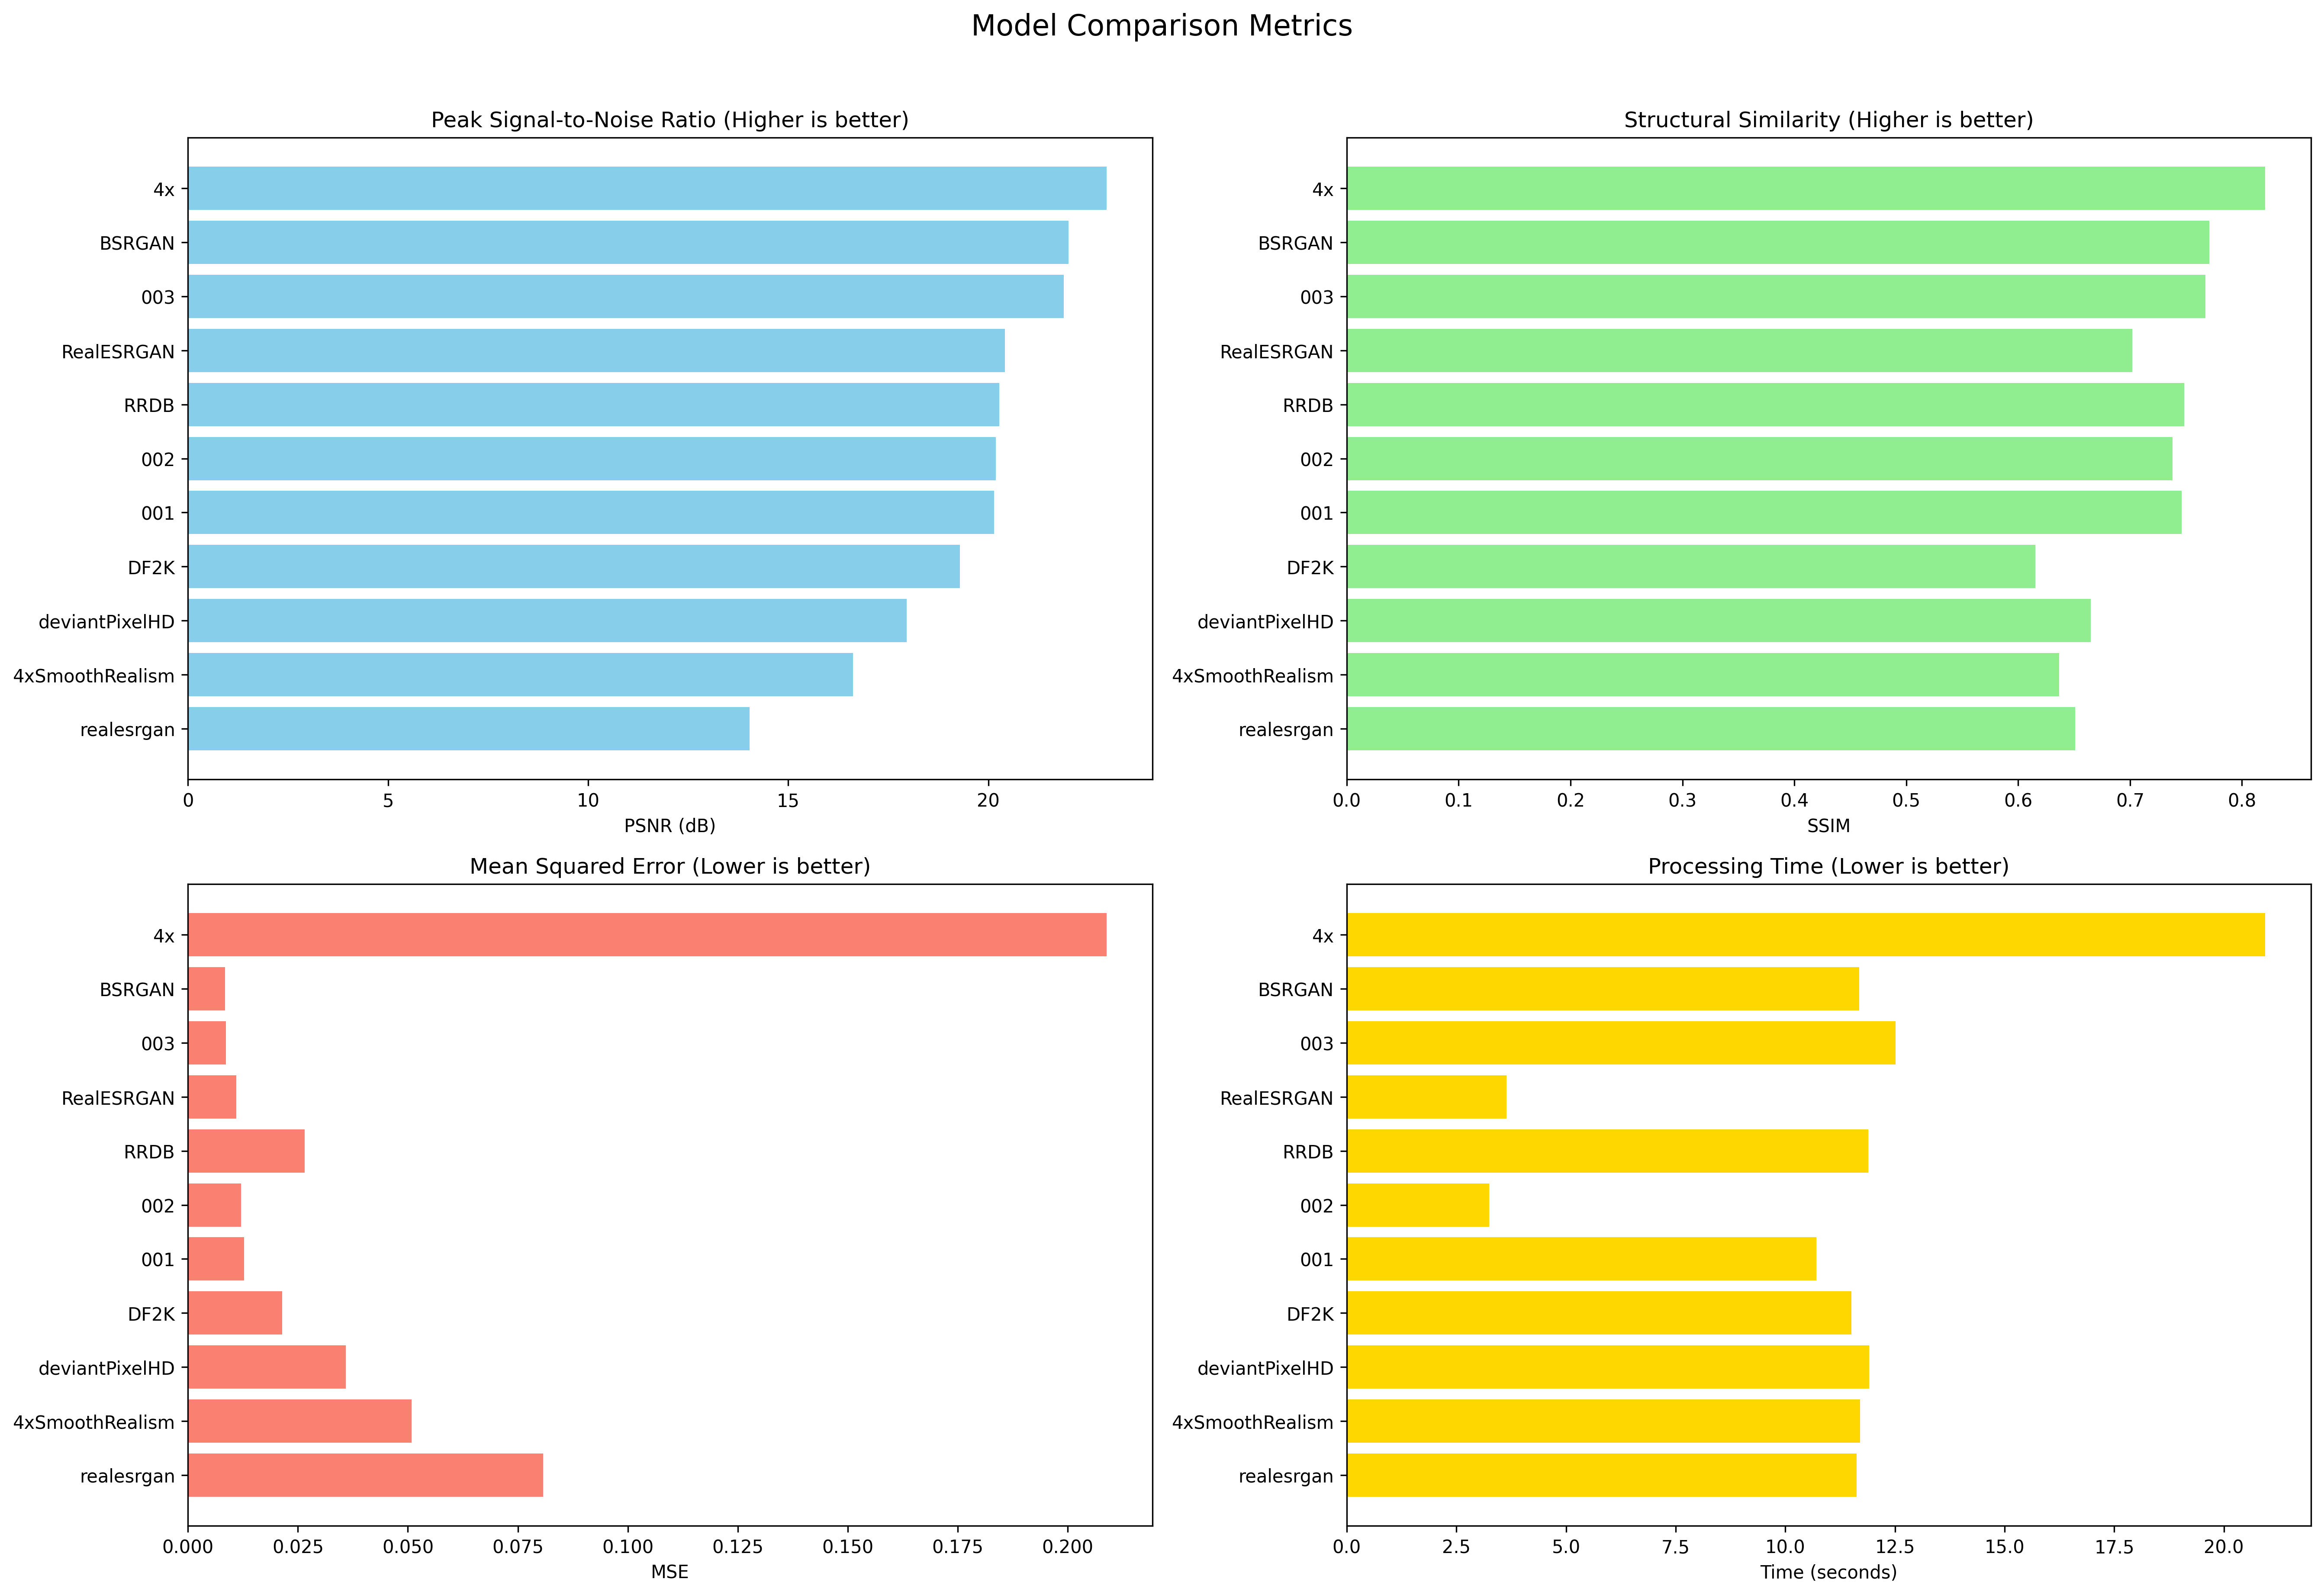 Model Comparison Metrics
Peak Signal-to-Noise Ratio (Higher is better)
4x
BSRGAN
003
RealESRGAN
RRDB
002
001
DF2K
deviantPixelHD
4xSmoothRealism
realesrgan
0 5 10 15 20
PSNR (dB)
Structural Similarity (Higher is better)
4x
BSRGAN
003
RealESRGAN
RRDB
002
001
DF2K
deviantPixelHD
4xSmoothRealism
realesrgan
0.0 0.1 0.2 0.3 0.4 0.5 0.6 0.7 0.8
SSIM
Mean Squared Error (Lower is better)
4x
BSRGAN
003
RealESRGAN
RRDB
002
001
DF2K
deviantPixelHD
4xSmoothRealism
realesrgan
0.000 0.025 0.050 0.075 0.100 0.125 0.150 0.175 0.200
MSE
Processing Time (Lower is better)
4x
BSRGAN
003
RealESRGAN
RRDB
002
001
DF2K
deviantPixelHD
4xSmoothRealism
realesrgan
0.0 2.5 5.0 7.5 10.0 12.5 15.0 17.5 20.0
Time (seconds)